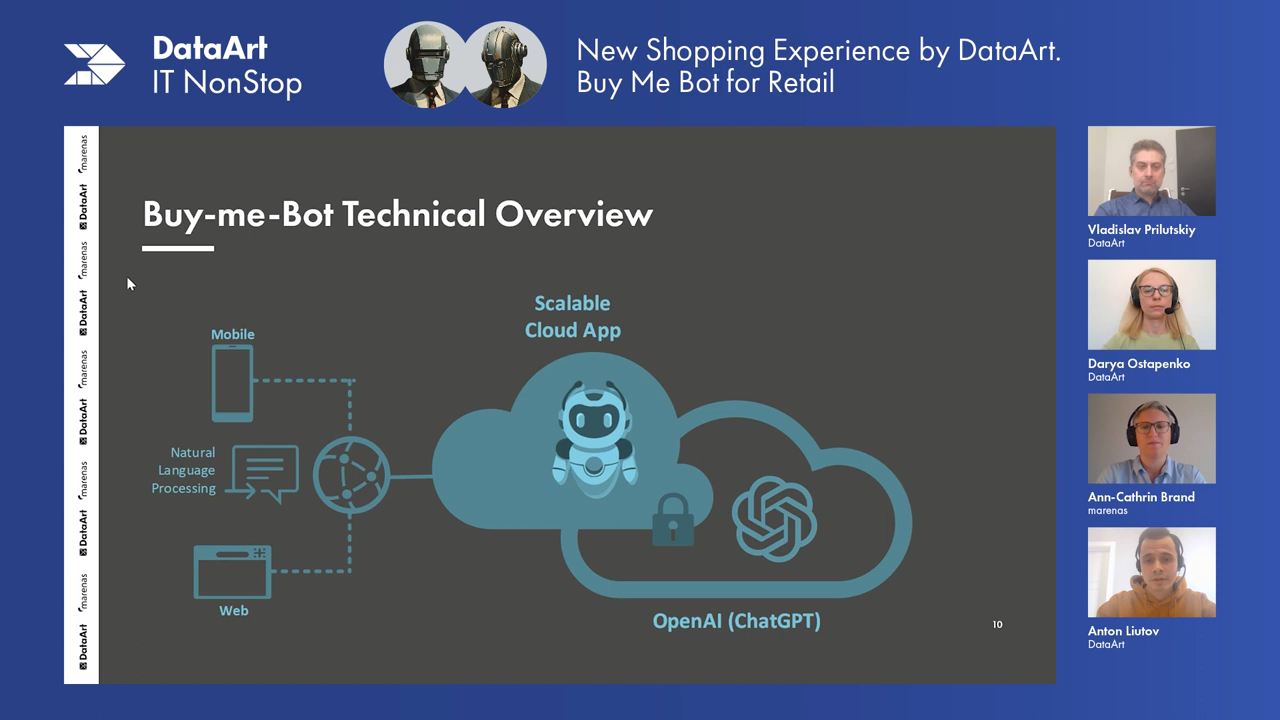 DataArt
IT NonStop
New Shopping Experience by DataArt.
Buy Me Bot for Retail
marenas
DataArt
marenas
DataArt
marenas
DataArt
marenas
DataArt
marenas
DataArt
Buy-me-Bot Technical Overview
Scalable
Cloud App
Mobile
Natural
Language
Processing
Web
OpenAI (ChatGPT)
10
Vladislav Prilutskiy
DataArt
Darya Ostapenko
DataArt
Ann-Cathrin Brand
marenas
Anton Liutov
DataArt